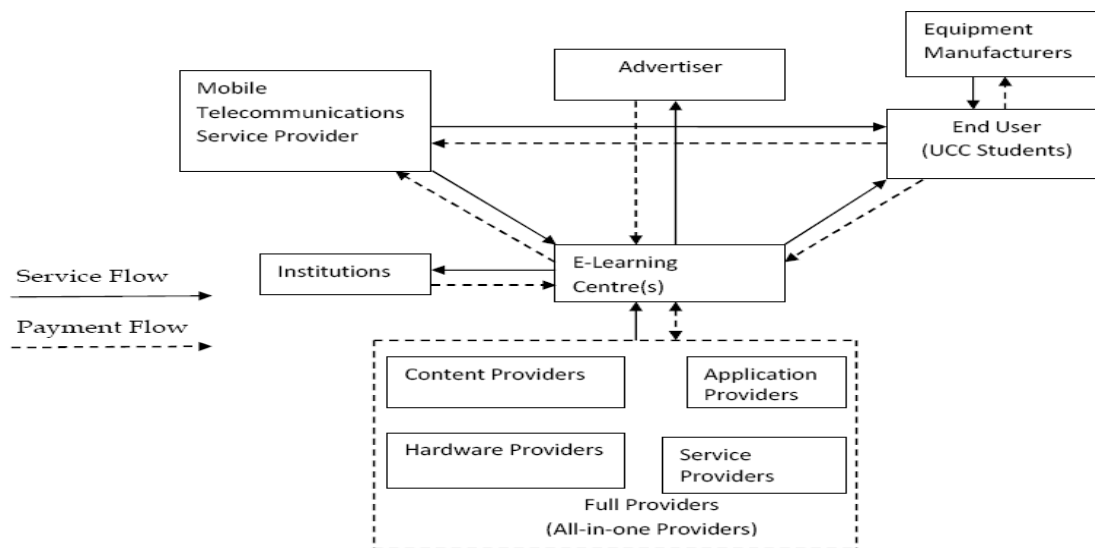 Equipment
Manufacturers
Advertiser
Mobile
Telecommunications
Service Provider
End User
(UCC Students)
Institutions
E-Learning
Centre(s)
Service Flow
Payment Flow
Content Providers
Application
Providers
Hardware Providers
Service
Providers
Full Providers
(All-in-one Providers)